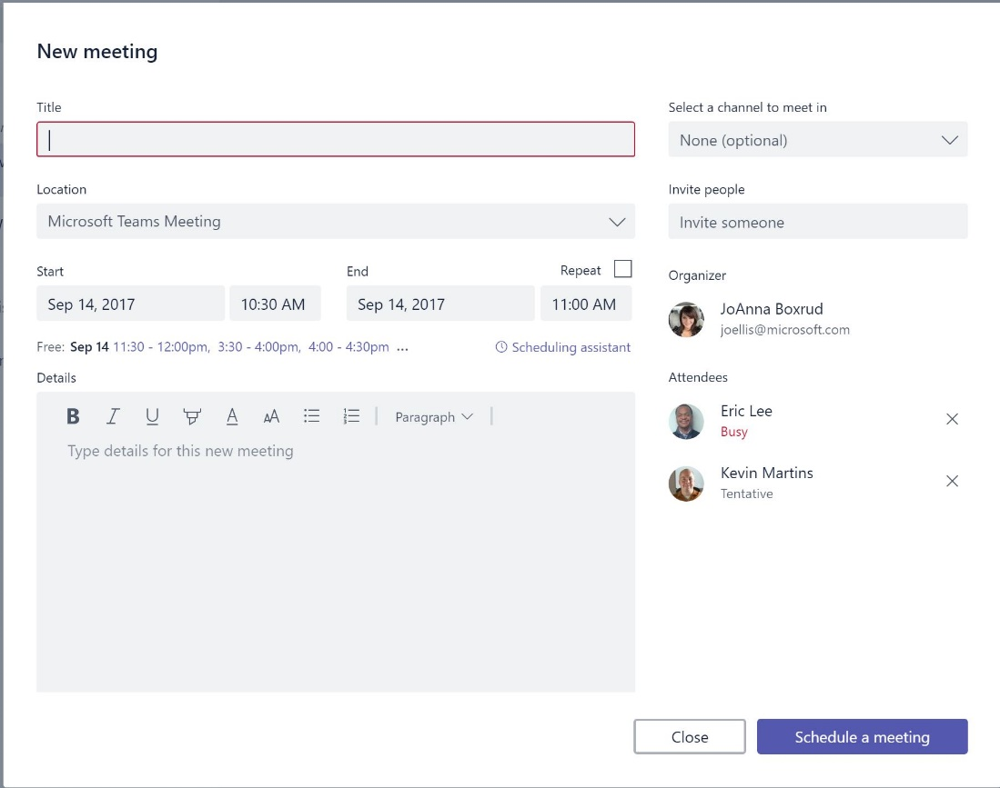 New meeting
Title
Select a channel to meet in
None (optional)
Location
Invite people
Microsoft Teams Meeting
Invite someone
Start
End
Repeat
Organizer
Sep 14, 2017
10:30 AM
Sep 14, 2017
11:00 AM
JoAnna Boxrud
joellis@microsoft.com
Free: Sep 14 11:30 - 12:00pm, 3:30 - 4:00pm, 4:00 - 4:30pm ...
Scheduling assistant
Details
Attendees
B I U A AA
Paragraph
Type details for this new meeting
Eric Lee
Busy
Kevin Martins
Tentative
Close
Schedule a meeting